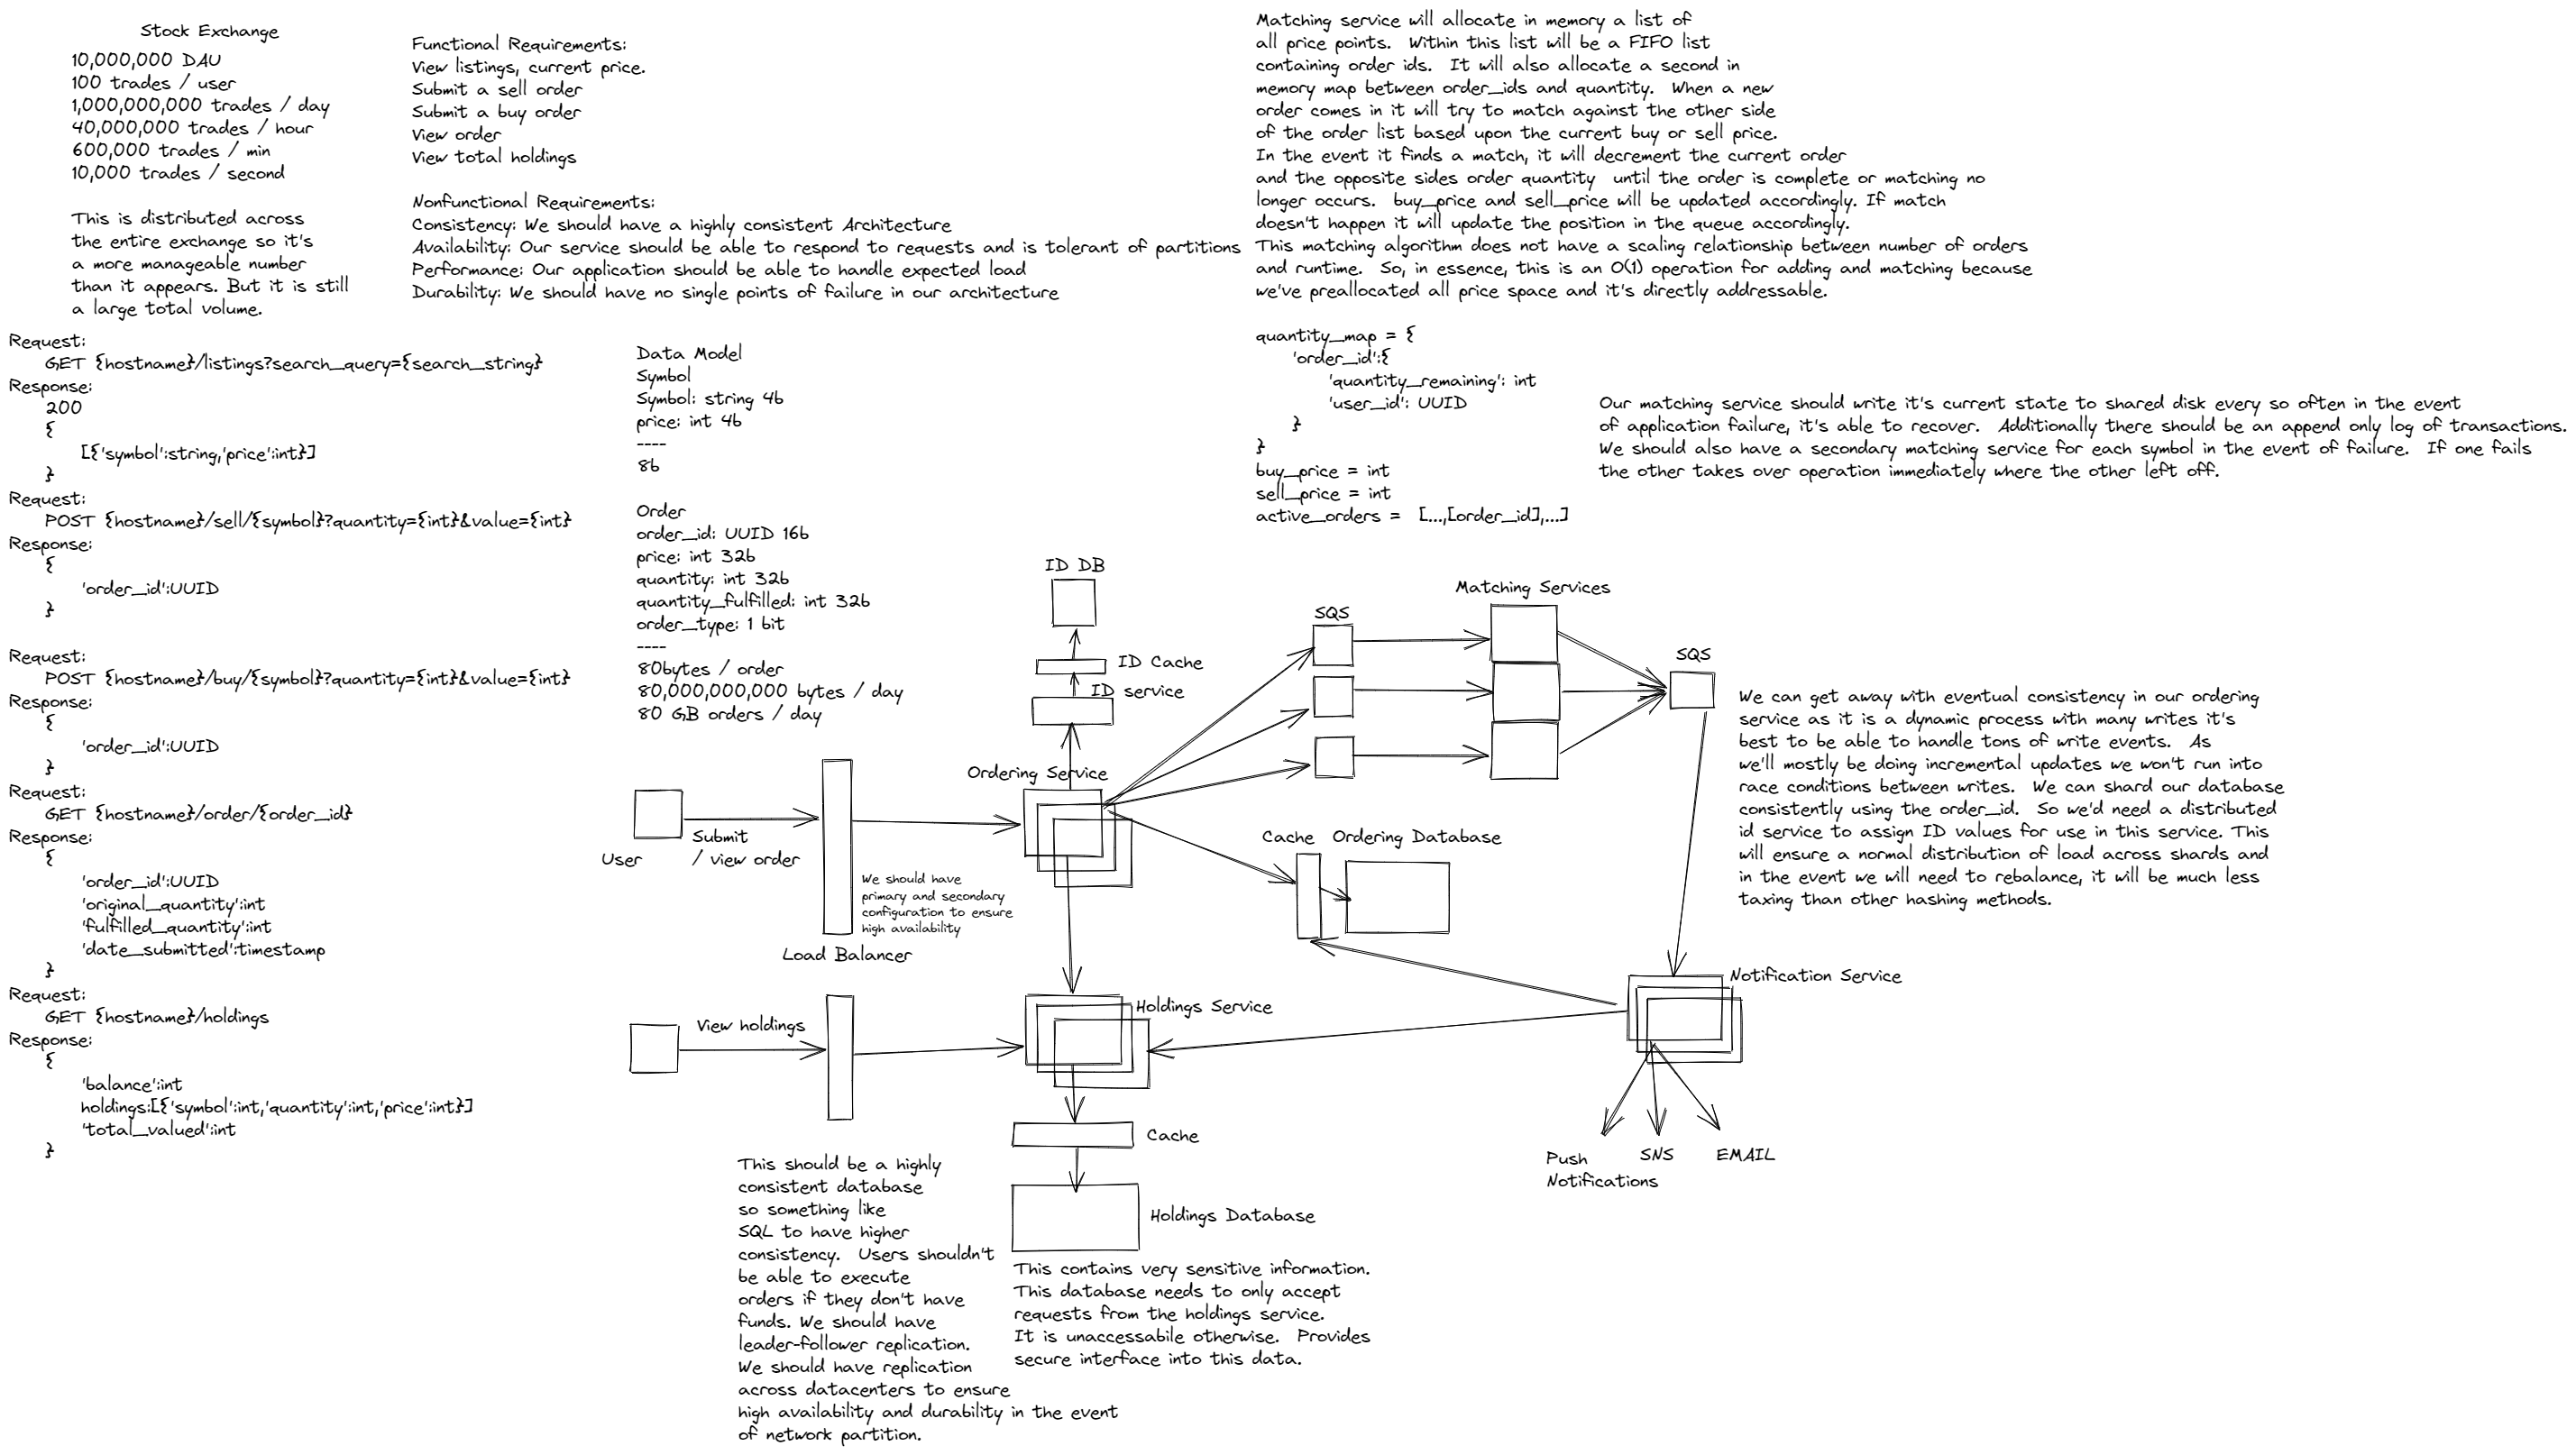 Stock Exchange
10,000,000 DAU
100 trades / user
1,000,000,000 trades / day
40,000,000 trades / hour
600,000 trades / min
10,000 trades / second
This is distributed across
the entire exchange so it's
a more manageable number
than it appears. But it is still
a large total volume.
Functional Requirements:
View listings, current price.
Submit a sell order
Submit a buy order
View order
View total holdings
Nonfunctional Requirements:
Consistency: We should have a highly consistent Architecture
Availability: Our service should be able to respond to requests and is tolerant of partitions
Performance: Our application should be able to handle expected load
Durability: We should have no single points of failure in our architecture
Matching service will allocate in memory a list of
all price points. Within this list will be a FIFO list
containing order ids. It will also allocate a second in
memory map between order_ids and quantity. When a new
order comes in it will try to match against the other side
of the order list based upon the current buy or sell price.
In the event it finds a match, it will decrement the current order
and the opposite sides order quantity until the order is complete or matching no
longer occurs. buy_price and sell_price will be updated accordingly. If match
doesn't happen it will update the position in the queue accordingly.
This matching algorithm does not have a scaling relationship between number of orders
and runtime. So, in essence, this is an O(1) operation for adding and matching because
we've preallocated all price space and it's directly addressable.
quantity_map = {
'order_id':{
'quantity_remaining': int
'user_id': UUID
}
}
buy_price = int
sell_price = int
active_orders = [...,[order_id],...]
Our matching service should write it's current state to shared disk every so often in the event
of application failure, it's able to recover. Additionally there should be an append only log of transactions.
We should also have a secondary matching service for each symbol in the event of failure. If one fails
the other takes over operation immediately where the other left off.
Request:
GET {hostname}/listings?search_query={search_string}
Response:
200
{
[{'symbol':string,'price':int}]
}
Request:
POST {hostname}/sell/{symbol}?quantity={int}&value={int}
Response:
{
'order_id':UUID
}
Request:
POST {hostname}/buy/{symbol}?quantity={int}&value={int}
Response:
{
'order_id':UUID
}
Request:
GET {hostname}/order/{order_id}
Response:
{
'order_id':UUID
'original_quantity':int
'fulfilled_quantity':int
'date_submitted':timestamp
}
Request:
GET {hostname}/holdings
Response:
{
'balance':int
holdings:[{'symbol':int,'quantity':int,'price':int}]
'total_valued':int
}
Data Model
Symbol
Symbol: string 4b
price: int 4b
----
8b
Order
order_id: UUID 16b
price: int 32b
quantity: int 32b
quantity_fulfilled: int 32b
order_type: 1 bit
----
80bytes / order
80,000,000,000 bytes / day
80 GB orders / day
ID DB
ID Cache
ID service
Ordering Service
SQS
Matching Services
SQS
We can get away with eventual consistency in our ordering
service as it is a dynamic process with many writes it's
best to be able to handle tons of write events. As
we'll mostly be doing incremental updates we won't run into
race conditions between writes. We can shard our database
consistently using the order_id. So we'd need a distributed
id service to assign ID values for use in this service. This
will ensure a normal distribution of load across shards and
in the event we will need to rebalance, it will be much less
taxing than other hashing methods.
User
Submit
/ view order
We should have
primary and secondary
configuration to ensure
high availability
Load Balancer
Cache
Ordering Database
Notification Service
View holdings
Holdings Service
Push
Notifications
SNS
EMAIL
Cache
Holdings Database
This should be a highly
consistent database
so something like
SQL to have higher
consistency. Users shouldn't
be able to execute
orders if they don't have
funds. We should have
leader-follower replication.
We should have replication
across datacenters to ensure
high availability and durability in the event
of network partition.
This contains very sensitive information.
This database needs to only accept
requests from the holdings service.
It is unaccessabile otherwise. Provides
secure interface into this data.